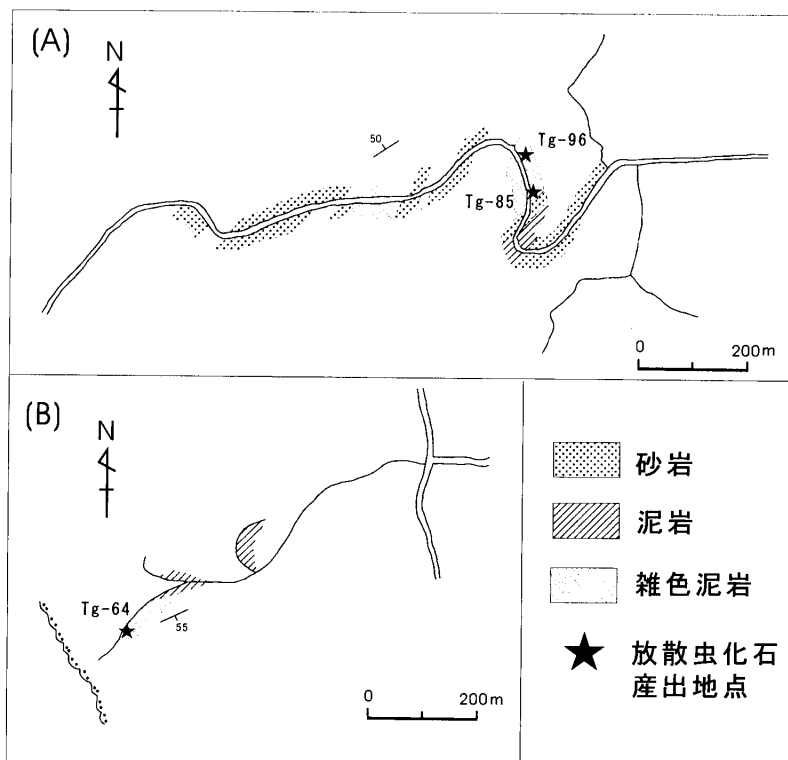 (A)
N
50
Tg-96
Tg-85
0 200m
(B)
N
Tg-64
55
0 200m
砂岩
泥岩
雑色泥岩
放散虫化石
産出地点